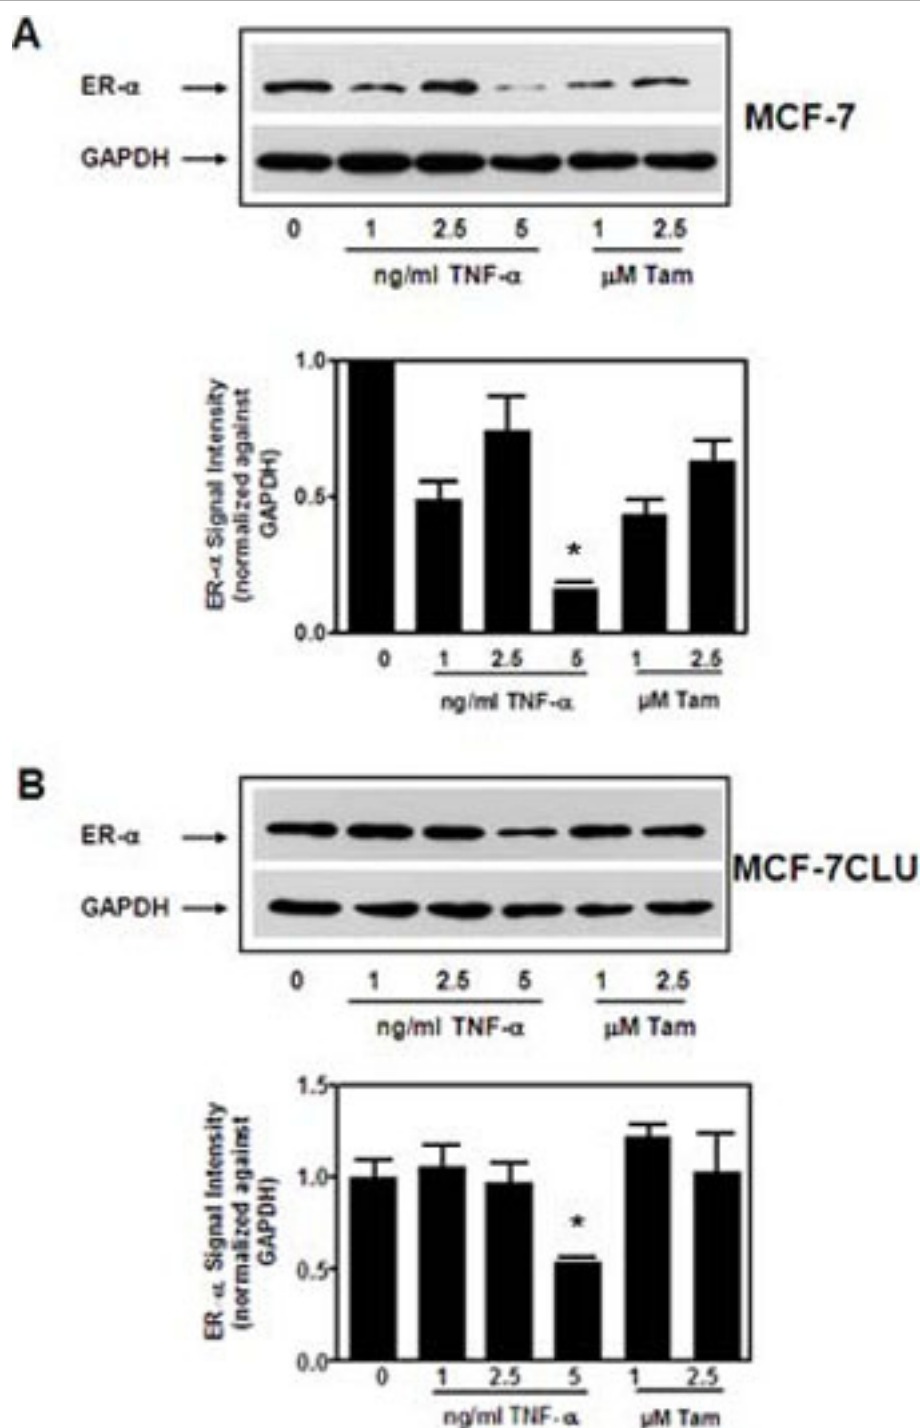 A
ER-α
MCF-7
GAPDH
0 1 2.5 5 1 2.5
ng/ml TNF-α µM Tam
ER-α Signal Intensity
(normalized against
GAPDH)
1.0
0.5
0.0
*
0 1 2.5 5 1 2.5
ng/ml TNF-α µM Tam
B
ER-α
MCF-7CLU
GAPDH
0 1 2.5 5 1 2.5
ng/ml TNF-α µM Tam
ER-α Signal Intensity
(normalized against
GAPDH)
1.5
1.0
0.5
0.0
*
0 1 2.5 5 1 2.5
ng/ml TNF-α µM Tam